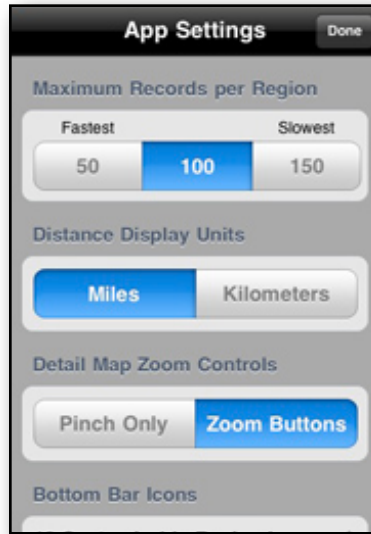 App Settings Done
Maximum Records per Region
Fastest Slowest
50 100 150
Distance Display Units
Miles Kilometers
Detail Map Zoom Controls
Pinch Only Zoom Buttons
Bottom Bar Icons